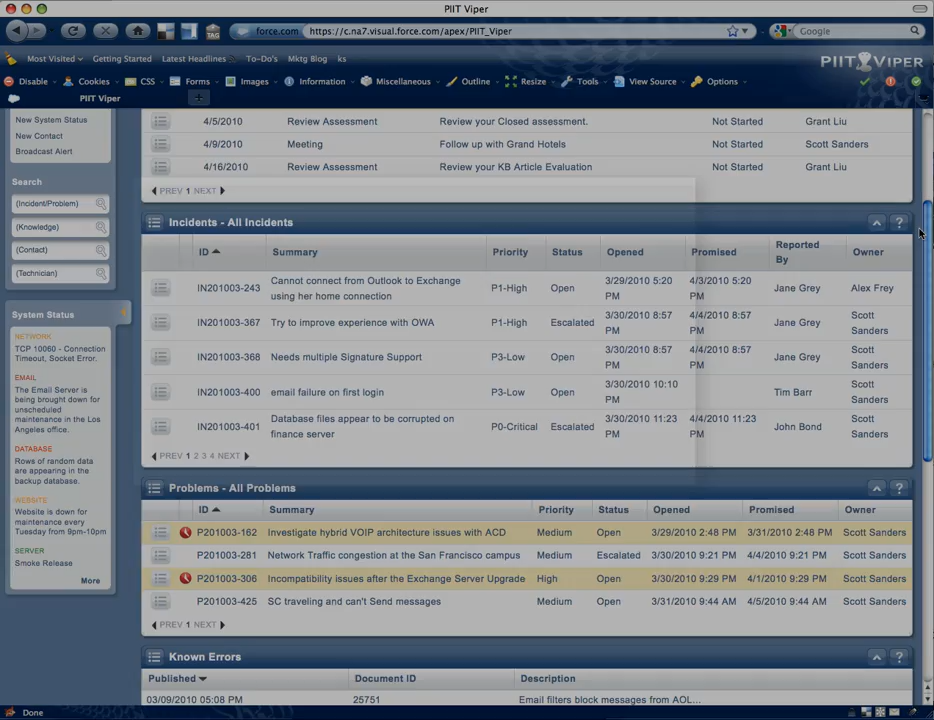 PIIT Viper
force.com https://c.na7.visual.force.com/apex/PIIT_Viper Google
Most Visited Getting Started Latest Headlines To-Do's Mktg Blog ks
PIIT VIPER
Disable Cookies CSS Forms Images Information Miscellaneous Outline Resize Tools View Source Options
PIIT Viper
New System Status
New Contact
Broadcast Alert
Search
(Incident/Problem)
(Knowledge)
(Contact)
(Technician)
System Status
NETWORK
TCP 10060 - Connection
Timeout, Socket Error.
EMAIL
The Email Server is
being brought down for
unscheduled
maintenance in the Los
Angeles office.
DATABASE
Rows of random data
are appearing in the
backup database.
WEBSITE
Website is down for
maintenance every
Tuesday from 9pm-10pm
SERVER
Smoke Release
More
4/5/2010 Review Assessment Review your Closed assessment. Not Started Grant Liu
4/9/2010 Meeting Follow up with Grand Hotels Not Started Scott Sanders
4/16/2010 Review Assessment Review your KB Article Evaluation Not Started Grant Liu
PREV 1 NEXT
Incidents - All Incidents ?
ID Summary Priority Status Opened Promised Reported By Owner
IN201003-243 Cannot connect from Outlook to Exchange using her home connection P1-High Open 3/29/2010 5:20 PM 4/3/2010 5:20 PM Jane Grey Alex Frey
IN201003-367 Try to improve experience with OWA P1-High Escalated 3/30/2010 8:57 PM 4/4/2010 8:57 PM Jane Grey Scott Sanders
IN201003-368 Needs multiple Signature Support P3-Low Open 3/30/2010 8:57 PM 4/4/2010 8:57 PM Jane Grey Scott Sanders
IN201003-400 email failure on first login P3-Low Open 3/30/2010 10:10 PM Tim Barr Scott Sanders
IN201003-401 Database files appear to be corrupted on finance server P0-Critical Escalated 3/30/2010 11:23 PM 4/4/2010 11:23 PM John Bond Scott Sanders
PREV 1 2 3 4 NEXT
Problems - All Problems ?
ID Summary Priority Status Opened Promised Owner
P201003-162 Investigate hybrid VOIP architecture issues with ACD Medium Open 3/29/2010 2:48 PM 3/31/2010 2:48 PM Scott Sanders
P201003-281 Network Traffic congestion at the San Francisco campus Medium Escalated 3/30/2010 9:21 PM 4/4/2010 9:21 PM Scott Sanders
P201003-306 Incompatibility issues after the Exchange Server Upgrade High Open 3/30/2010 9:29 PM 4/1/2010 9:29 PM Scott Sanders
P201003-425 SC traveling and can't Send messages Medium Open 3/31/2010 9:44 AM 4/5/2010 9:44 AM Scott Sanders
PREV 1 NEXT
Known Errors ?
Published Document ID Description
03/09/2010 05:08 PM 25751 Email filters block messages from AOL...
Done